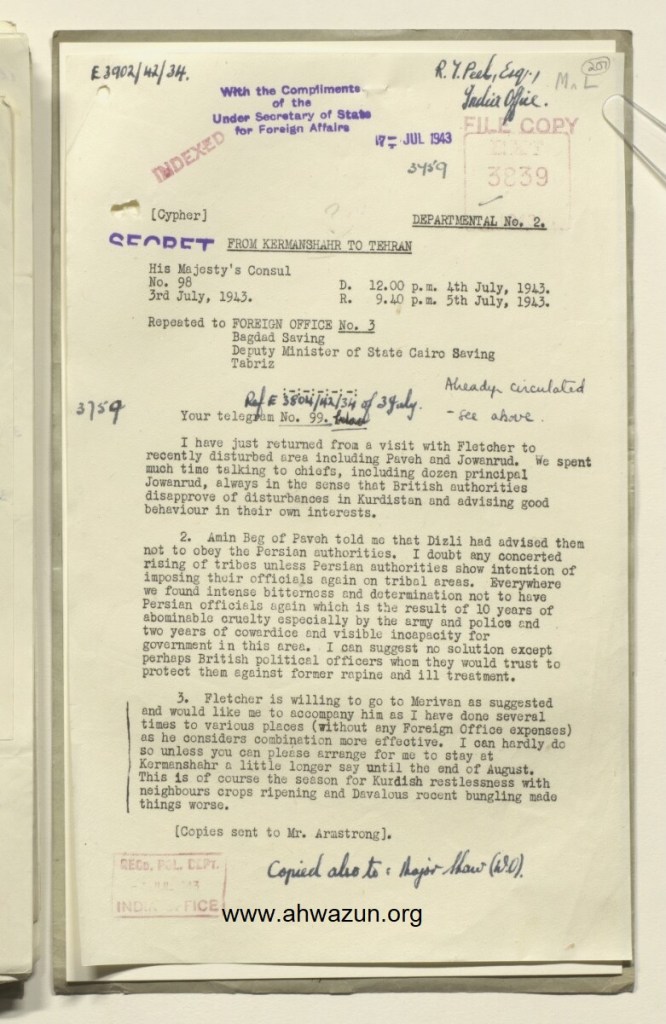 E3902/42/34.
R.T. Peel, Esqr.,
India Office.
M. L
201
With the Compliments
of the
Under Secretary of State
for Foreign Affairs
17 = JUL 1943
INDEXED
FILE COPY
EXT
3839
3759
[Cypher]
DEPARTMENTAL No. 2.
SECRET
FROM KERMANSHAHR TO TEHRAN
His Majesty's Consul
No. 98
3rd July, 1943.
D. 12.00 p.m. 4th July, 1943.
R. 9.40 p.m. 5th July, 1943.
Repeated to FOREIGN OFFICE No. 3
Bagdad Saving
Deputy Minister of State Cairo Saving
Tabriz
Already circulated
- see above.
Ref E 3804/42/34 of 3 July.
3759
Your telegram No. 99.
I have just returned from a visit with Fletcher to
recently disturbed area including Paveh and Jowanrud. We spent
much time talking to chiefs, including dozen principal
Jowanrud, always in the sense that British authorities
disapprove of disturbances in Kurdistan and advising good
behaviour in their own interests.
2. Amin Beg of Paveh told me that Dizli had advised them
not to obey the Persian authorities. I doubt any concerted
rising of tribes unless Persian authorities show intention of
imposing their officials again on tribal areas. Everywhere
we found intense bitterness and determination not to have
Persian officials again which is the result of 10 years of
abominable cruelty especially by the army and police and
two years of cowardice and visible incapacity for
government in this area. I can suggest no solution except
perhaps British political officers whom they would trust to
protect them against former rapine and ill treatment.
3. Fletcher is willing to go to Merivan as suggested
and would like me to accompany him as I have done several
times to various places (without any Foreign Office expenses)
as he considers combination more effective. I can hardly do
so unless you can please arrange for me to stay at
Kermanshahr a little longer say until the end of August.
This is of course the season for Kurdish restlessness with
neighbours crops ripening and Davalous recent bungling made
things worse.
[Copies sent to Mr. Armstrong].
Copied also to: Major Shaw (W.O).
RECD. POL. DEPT.
INDIA OFFICE
www.ahwazun.org